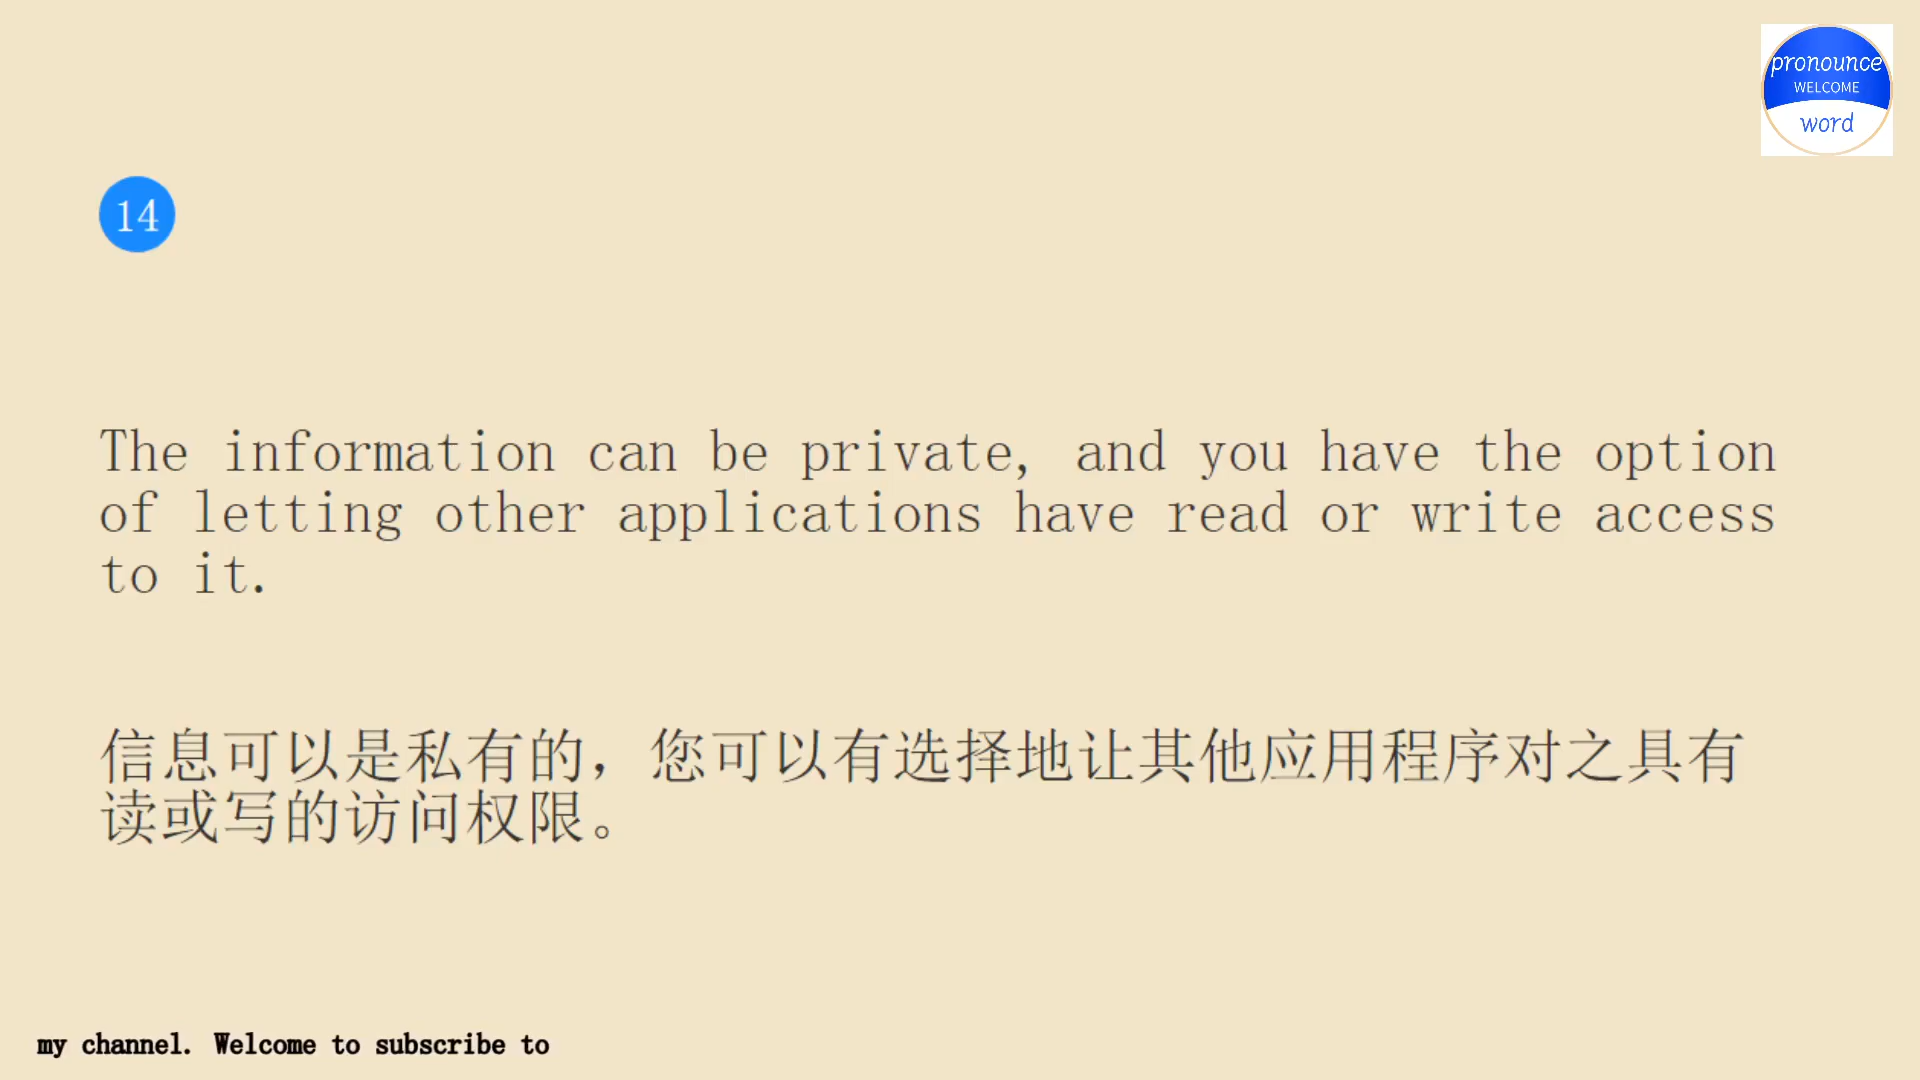 pronounce
WELCOME
word
14
The information can be private, and you have the option
of letting other applications have read or write access
to it.
信息可以是私有的，您可以有选择地让其他应用程序对之具有
读或写的访问权限。
my channel. Welcome to subscribe to